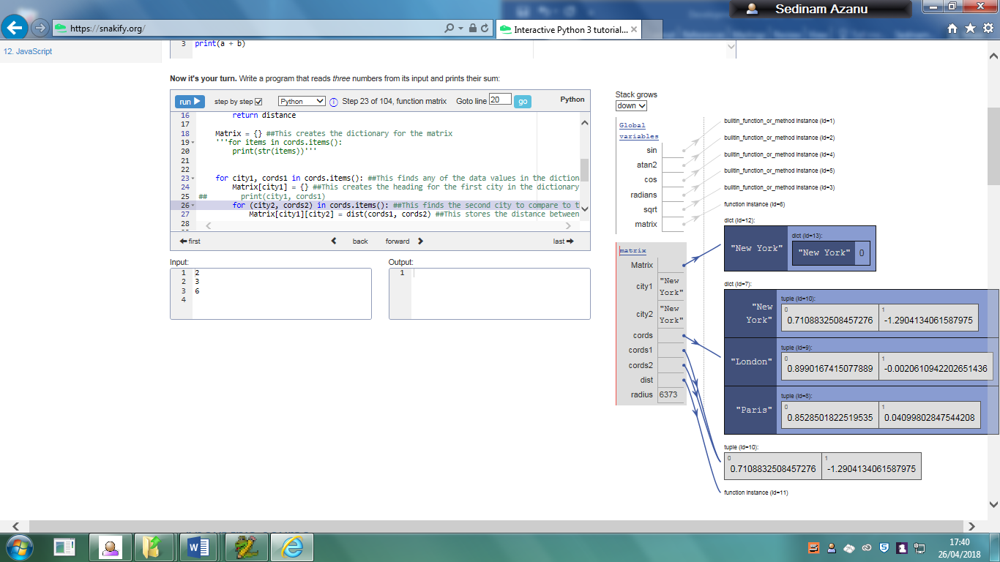 Sedinam Azanu
https://snakify.org/
Interactive Python 3 tutorial...
12. JavaScript
3 print(a + b)
Now it's your turn. Write a program that reads three numbers from its input and prints their sum:
run step by step Python Step 23 of 104, function matrix Goto line 20 go Python
16 return distance
17
18 Matrix = {} ##This creates the dictionary for the matrix
19 '''for items in cords.items():
20 print(str(items))'''
21
22
23 for city1, cords1 in cords.items(): ##This finds any of the data values in the diction
24 Matrix[city1] = {} ##This creates the heading for the first city in the dictionary
25 ## print(city1, cords1)
26 for (city2, cords2) in cords.items(): ##This finds the second city to compare to t
27 Matrix[city1][city2] = dist(cords1, cords2) ##This stores the distance between
28
first back forward last
Input:
1 2
2 3
3 6
4
Output:
1
Stack grows
down
Global
variables
sin
atan2
cos
radians
sqrt
matrix
matrix
Matrix
city1 "New
York"
city2 "New
York"
cords
cords1
cords2
dist
radius 6373
builtin_function_or_method instance (id=1)
builtin_function_or_method instance (id=2)
builtin_function_or_method instance (id=4)
builtin_function_or_method instance (id=5)
builtin_function_or_method instance (id=3)
function instance (id=6)
dict (id=12):
dict (id=13):
"New York" "New York" 0
dict (id=7):
tuple (id=10):
0 1
"New
York"
0.7108832508457276 -1.2904134061587975
tuple (id=9):
0 1
"London" 0.8990167415077889 -0.0020610942202651436
tuple (id=8):
0 1
"Paris" 0.8528501822519535 0.04099802847544208
tuple (id=10):
0 1
0.7108832508457276 -1.2904134061587975
function instance (id=11)
17:40
26/04/2018